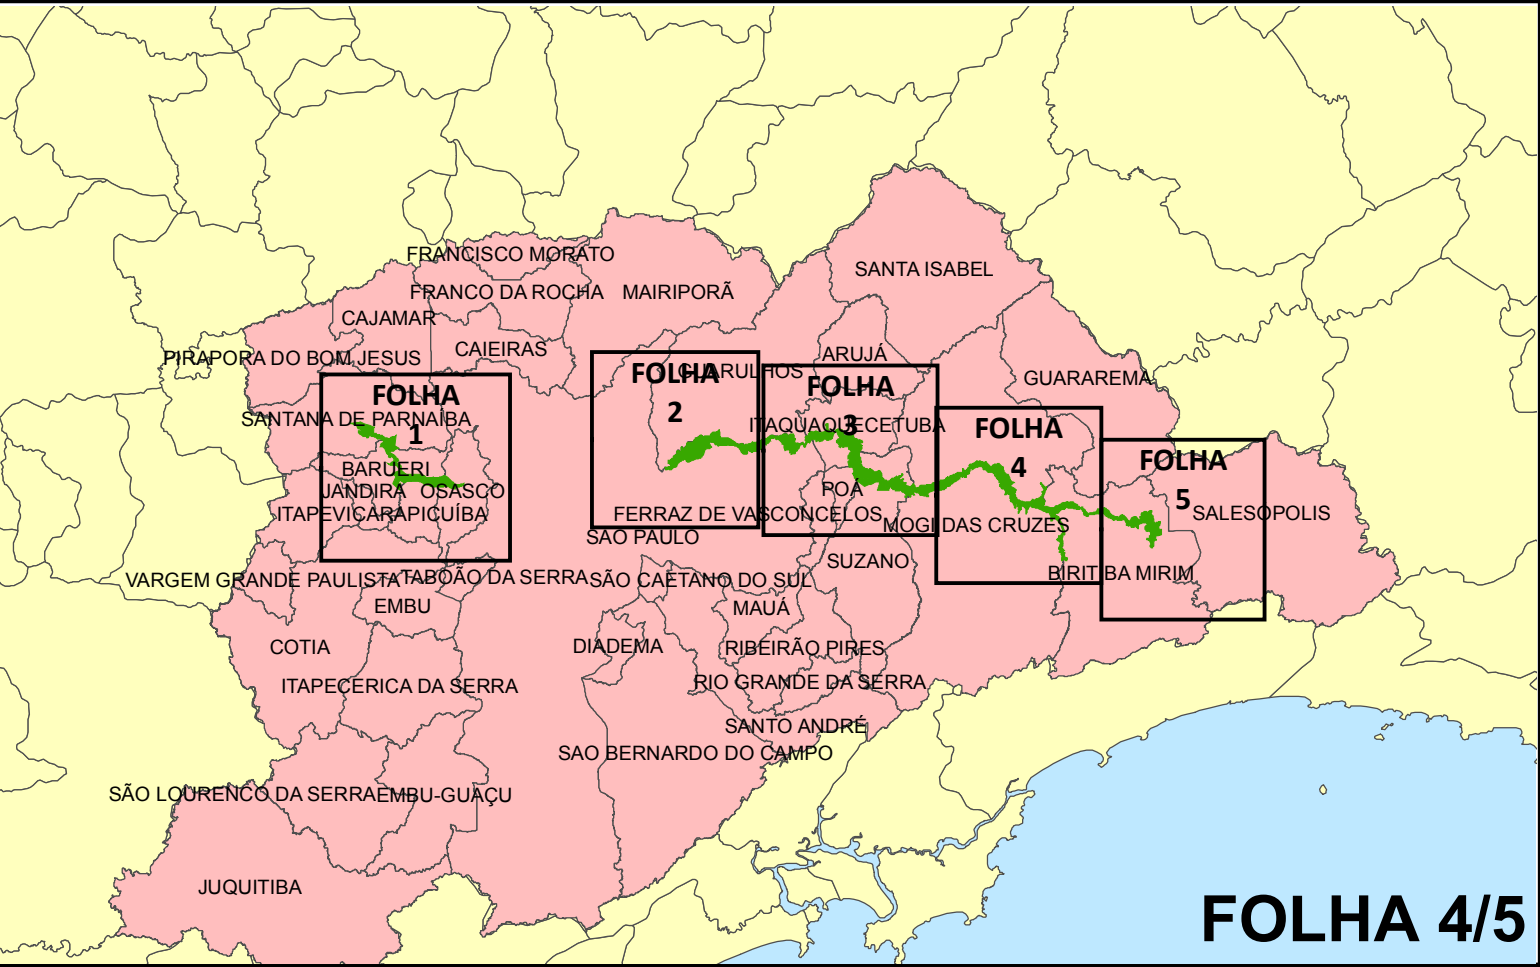 FRANCISCO MORATO
SANTA ISABEL
FRANCO DA ROCHA
MAIRIPORÃ
CAJAMAR
CAIEIRAS
ARUJÁ
PIRAPORA DO BOM JESUS
GUARULHOS
GUARAREMA
FOLHA
1
FOLHA
2
FOLHA
3
FOLHA
4
FOLHA
5
SANTANA DE PARNAÍBA
ITAQUAQUECETUBA
BARUERI
JANDIRA
OSASCO
POÁ
ITAPEVI
CARAPICUÍBA
FERRAZ DE VASCONCELOS
MOGI DAS CRUZES
SALESOPOLIS
SAO PAULO
SUZANO
BIRITIBA MIRIM
VARGEM GRANDE PAULISTA
TABOÃO DA SERRA
SÃO CAETANO DO SUL
EMBU
MAUÁ
COTIA
DIADEMA
RIBEIRÃO PIRES
ITAPECERICA DA SERRA
RIO GRANDE DA SERRA
SANTO ANDRÉ
SAO BERNARDO DO CAMPO
SÃO LOURENCO DA SERRA
EMBU-GUAÇU
JUQUITIBA
FOLHA 4/5